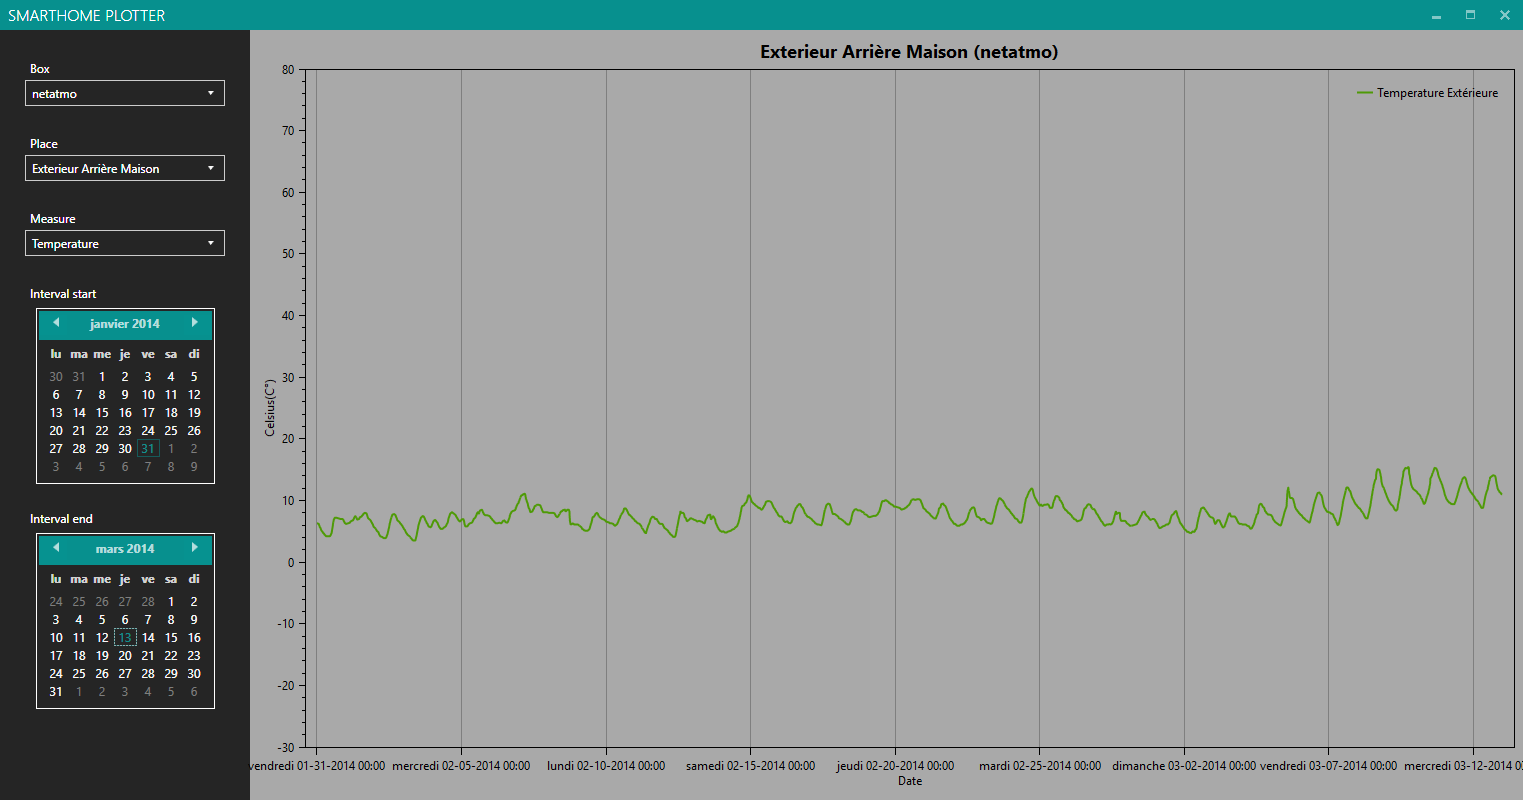 SMARTHOME PLOTTER
Box
netatmo
Place
Exterieur Arrière Maison
Measure
Temperature
Interval start
janvier 2014
lu ma me je ve sa di
30 31 1 2 3 4 5
6 7 8 9 10 11 12
13 14 15 16 17 18 19
20 21 22 23 24 25 26
27 28 29 30 31 1 2
3 4 5 6 7 8 9
Interval end
mars 2014
lu ma me je ve sa di
24 25 26 27 28 1 2
3 4 5 6 7 8 9
10 11 12 13 14 15 16
17 18 19 20 21 22 23
24 25 26 27 28 29 30
31 1 2 3 4 5 6
Exterieur Arrière Maison (netatmo)
Temperature Extérieure
80
70
60
50
40
30
20
10
0
-10
-20
-30
Celsius(C°)
vendredi 01-31-2014 00:00 mercredi 02-05-2014 00:00 lundi 02-10-2014 00:00 samedi 02-15-2014 00:00 jeudi 02-20-2014 00:00 mardi 02-25-2014 00:00 dimanche 03-02-2014 00:00 vendredi 03-07-2014 00:00 mercredi 03-12-2014
Date